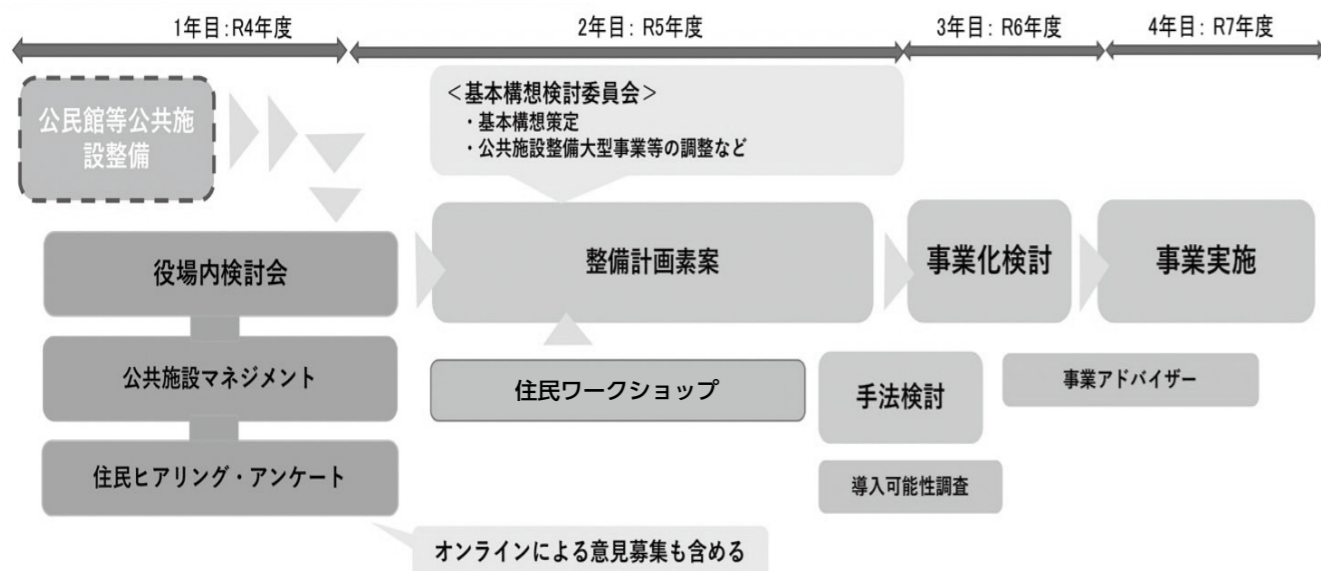 1年目：R4年度
2年目： R5年度
3年目： R6年度
4年目： R7年度
公民館等公共施
設整備
＜基本構想検討委員会＞
・基本構想策定
・公共施設整備大型事業等の調整など
役場内検討会
整備計画素案
事業化検討
事業実施
公共施設マネジメント
住民ワークショップ
手法検討
事業アドバイザー
住民ヒアリング・アンケート
導入可能性調査
オンラインによる意見募集も含める